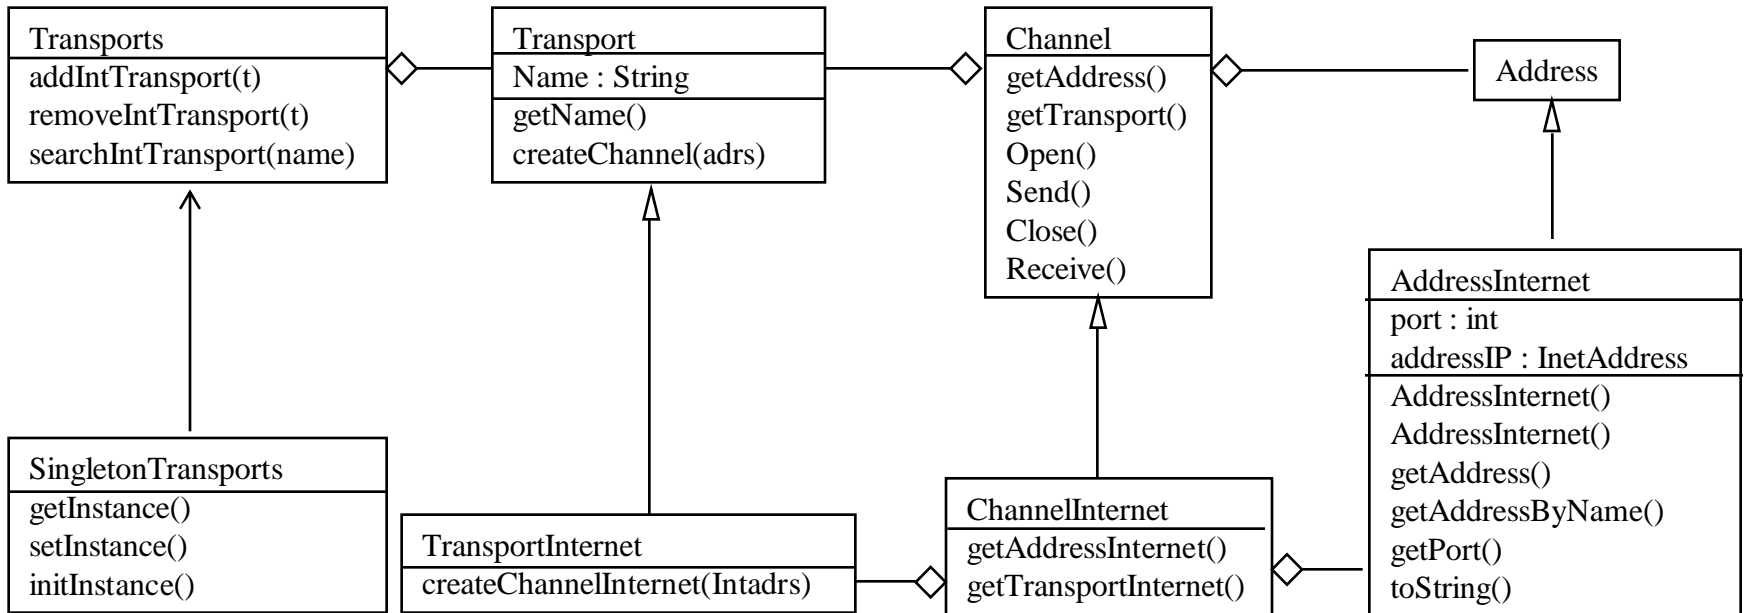 Transports
addIntTransport(t)
removeIntTransport(t)
searchIntTransport(name)
Transport
Name : String
getName()
createChannel(adrs)
Channel
getAddress()
getTransport()
Open()
Send()
Close()
Receive()
Address
SingletonTransports
getInstance()
setInstance()
initInstance()
TransportInternet
createChannelInternet(Intadrs)
ChannelInternet
getAddressInternet()
getTransportInternet()
AddressInternet
port : int
addressIP : InetAddress
AddressInternet()
AddressInternet()
getAddress()
getAddressByName()
getPort()
toString()